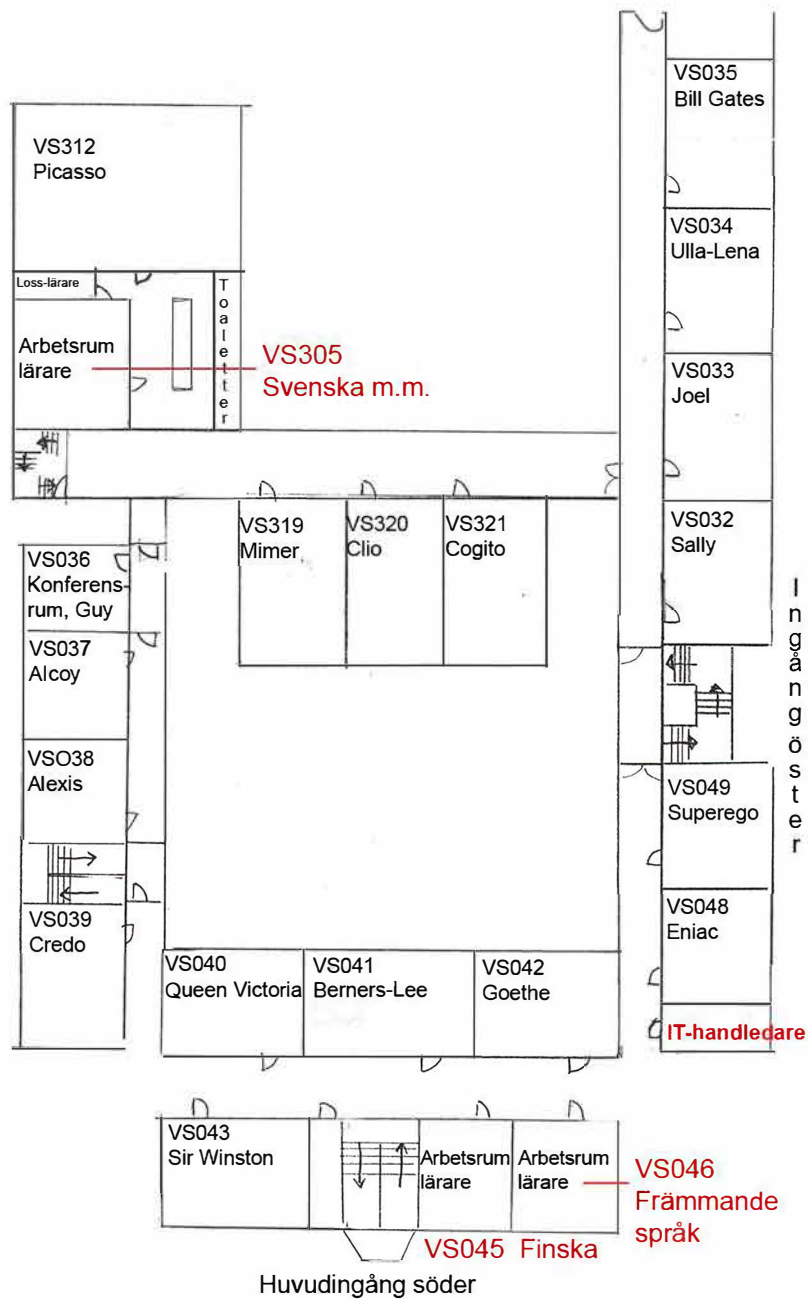 VS035
Bill Gates
VS312
Picasso
VS034
Ulla-Lena
Loss-lärare
Toaletter
Arbetsrum
lärare
VS305
Svenska m.m.
VS033
Joel
VS319
Mimer
VS320
Clio
VS321
Cogito
VS032
Sally
VS036
Konferens-
rum, Guy
VS037
Alcoy
VSO38
Alexis
Ingång öster
VS049
Superego
VS039
Credo
VS048
Eniac
VS040
Queen Victoria
VS041
Berners-Lee
VS042
Goethe
IT-handledare
VS043
Sir Winston
Arbetsrum
lärare
Arbetsrum
lärare
VS046
Främmande
språk
VS045 Finska
Huvudingång söder